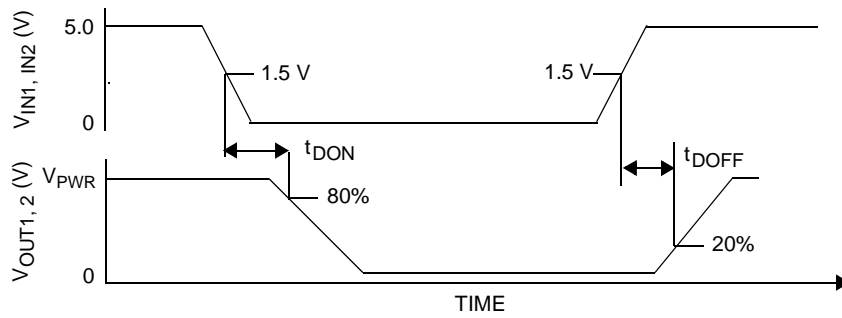 5.0
V_IN1, IN2 (V)
1.5 V
1.5 V
0
t_DON
t_DOFF
V_PWR
80%
V_OUT1, 2 (V)
20%
0
TIME